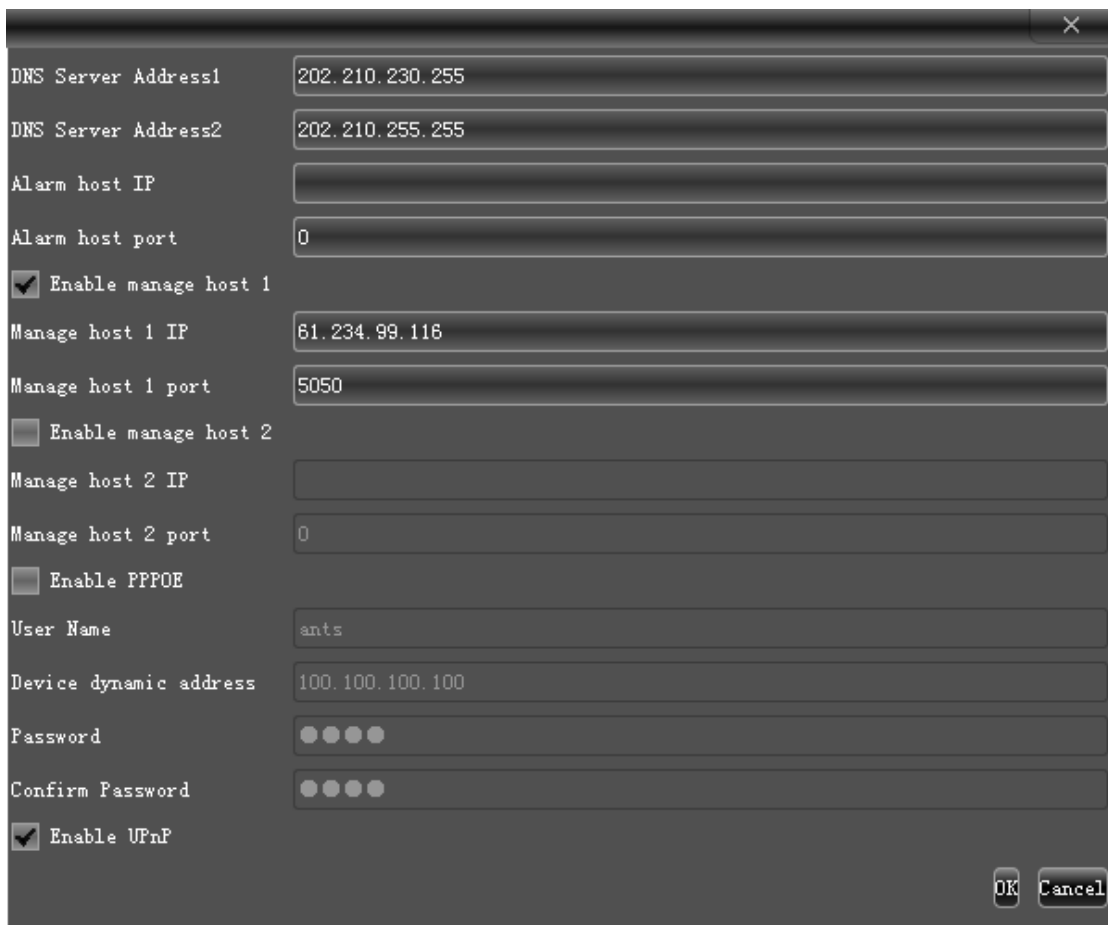 DNS Server Address1 202.210.230.255
DNS Server Address2 202.210.255.255
Alarm host IP
Alarm host port 0
Enable manage host 1
Manage host 1 IP 61.234.99.116
Manage host 1 port 5050
Enable manage host 2
Manage host 2 IP
Manage host 2 port 0
Enable PPPOE
User Name ants
Device dynamic address 100.100.100.100
Password ●●●●
Confirm Password ●●●●
Enable UPnP
OK Cancel